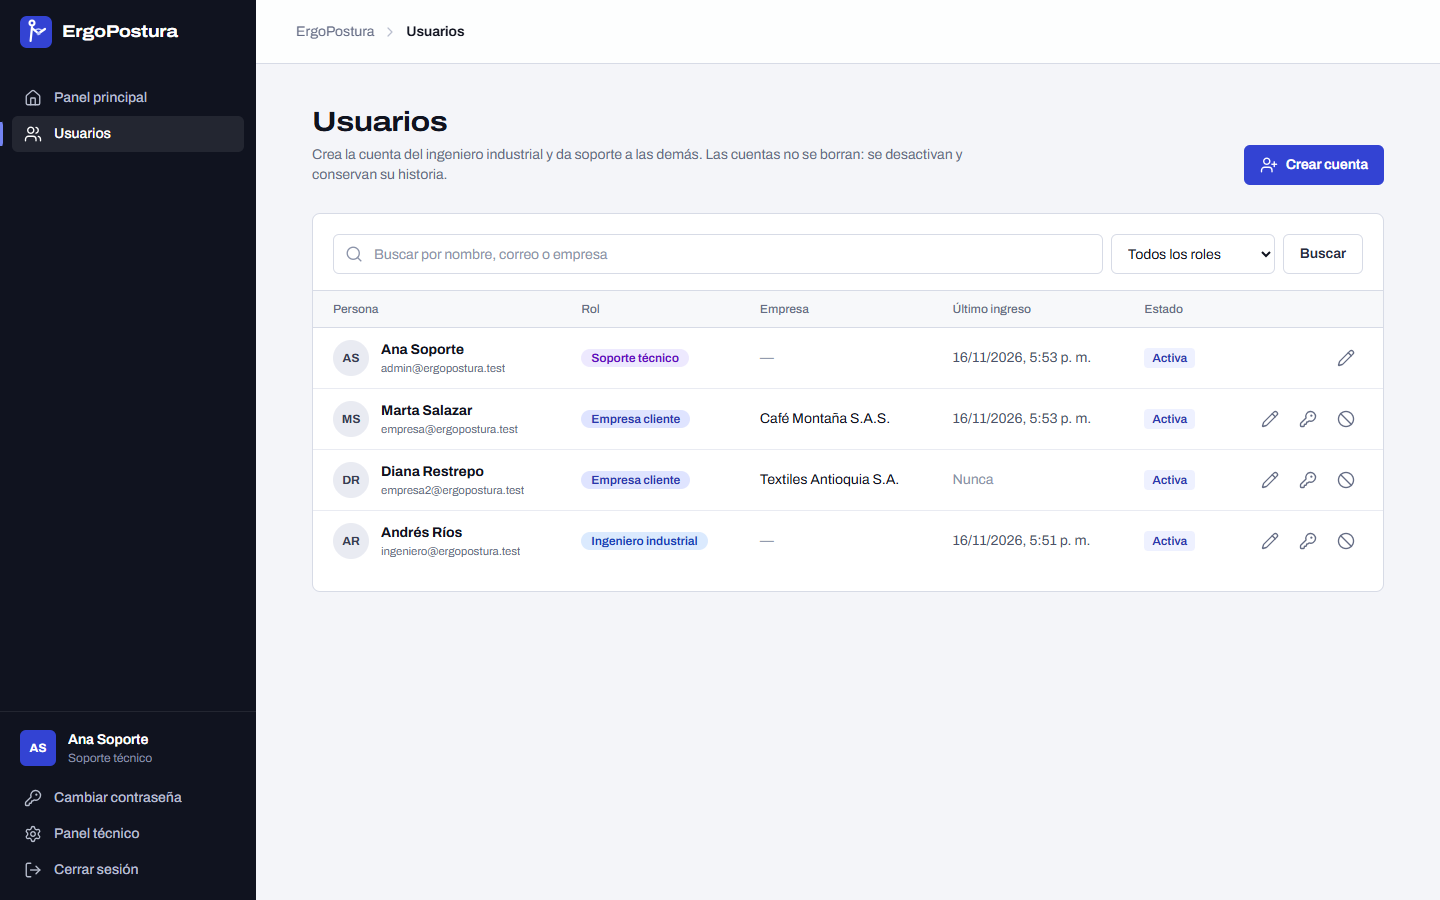 ErgoPostura
Panel principal
Usuarios
ErgoPostura > Usuarios
Usuarios
Crea la cuenta del ingeniero industrial y da soporte a las demás. Las cuentas no se borran: se desactivan y
conservan su historia.
Crear cuenta
Buscar por nombre, correo o empresa
Todos los roles
Buscar
Persona Rol Empresa Último ingreso Estado
AS Ana Soporte Soporte técnico — 16/11/2026, 5:53 p. m. Activa
admin@ergopostura.test
MS Marta Salazar Empresa cliente Café Montaña S.A.S. 16/11/2026, 5:53 p. m. Activa
empresa@ergopostura.test
DR Diana Restrepo Empresa cliente Textiles Antioquia S.A. Nunca Activa
empresa2@ergopostura.test
AR Andrés Ríos Ingeniero industrial — 16/11/2026, 5:51 p. m. Activa
ingeniero@ergopostura.test
AS Ana Soporte
Soporte técnico
Cambiar contraseña
Panel técnico
Cerrar sesión